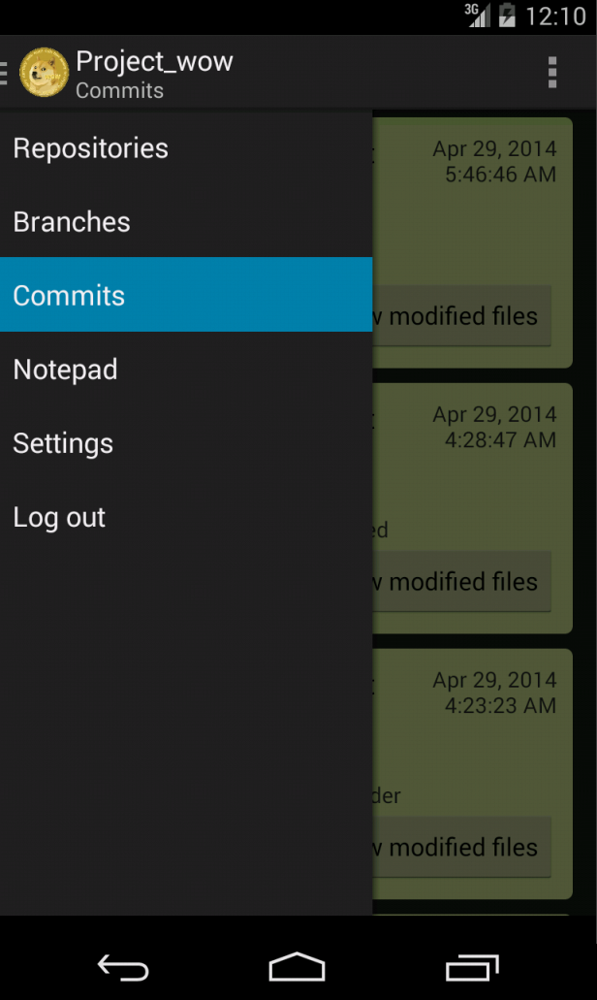 3G 12:10
Project_wow
Commits
Repositories
Branches
Commits
Notepad
Settings
Log out
Apr 29, 2014
5:46:46 AM
modified files
Apr 29, 2014
4:28:47 AM
ed
modified files
Apr 29, 2014
4:23:23 AM
der
modified files